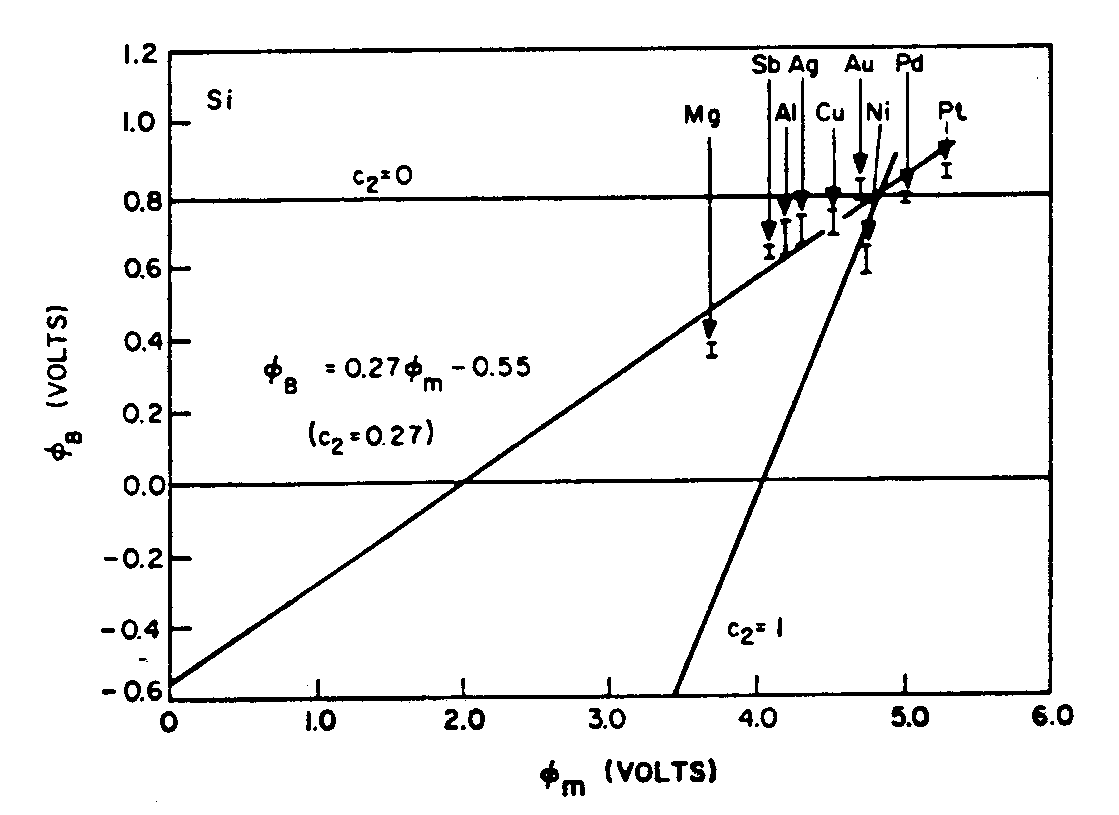 1.2
Sb Ag Au Pd
Si
Mg Al Cu Ni Pt
1.0
c₂=0
0.8
0.6
0.4
ϕB = 0.27ϕm − 0.55
0.2
(c₂=0.27)
0.0
−0.2
−0.4
c₂=1
−0.6
0 1.0 2.0 3.0 4.0 5.0 6.0
ϕm (VOLTS)
ϕB (VOLTS)